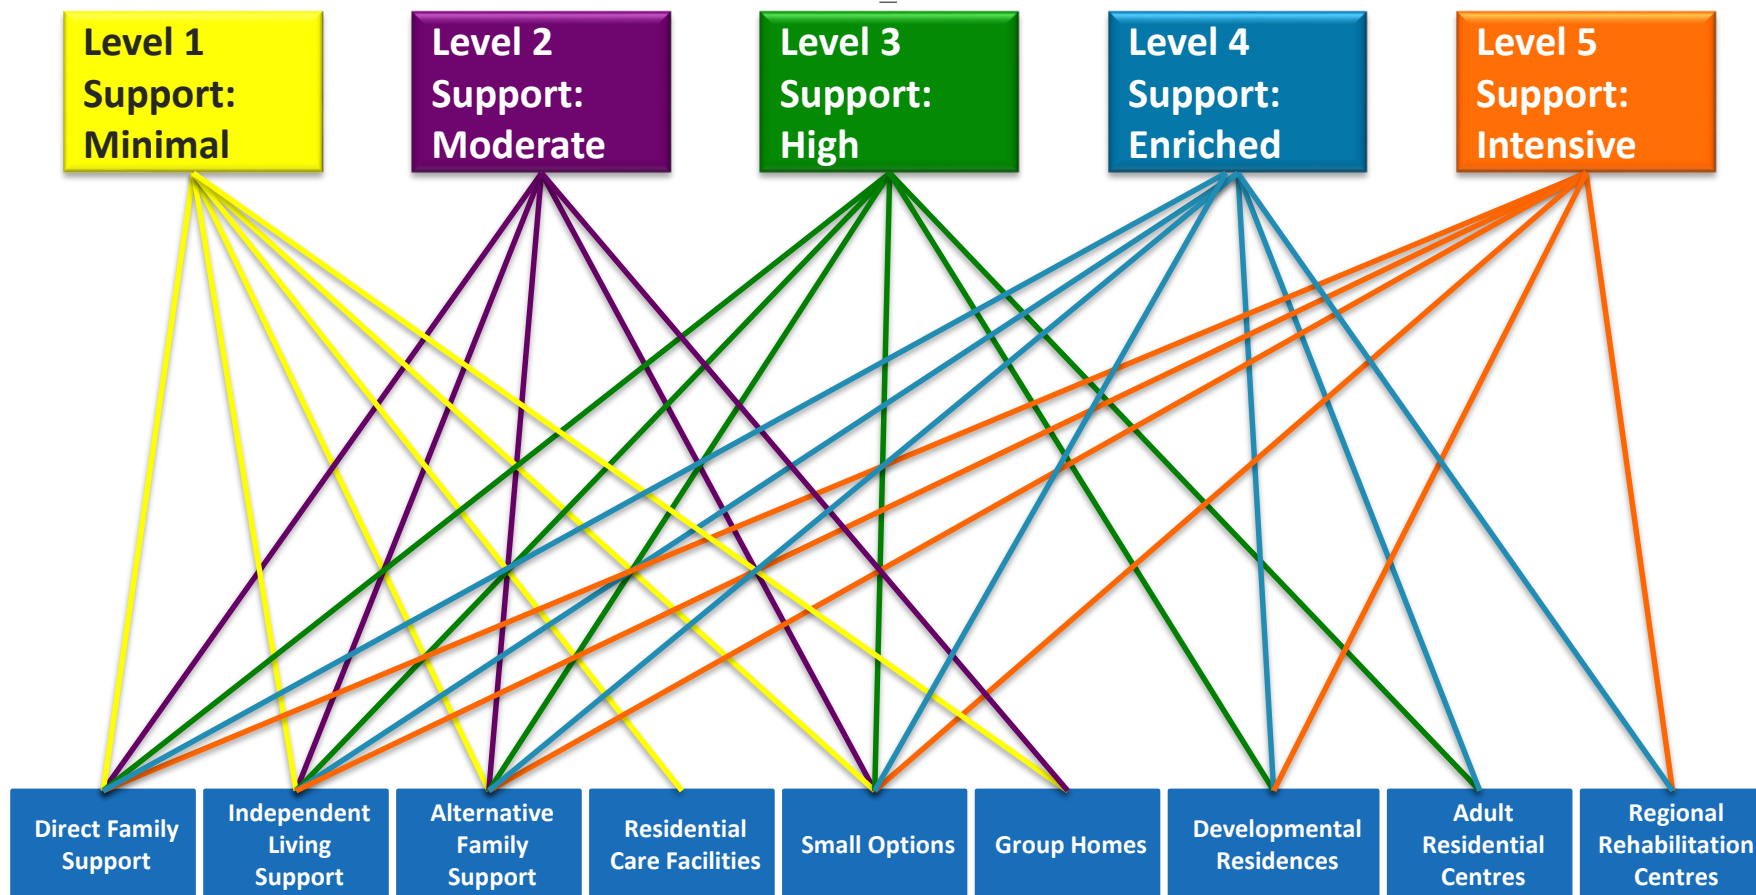 Level 1
Support:
Minimal
Level 2
Support:
Moderate
Level 3
Support:
High
Level 4
Support:
Enriched
Level 5
Support:
Intensive
Direct Family
Support
Independent
Living
Support
Alternative
Family
Support
Residential
Care Facilities
Small Options
Group Homes
Developmental
Residences
Adult
Residential
Centres
Regional
Rehabilitation
Centres